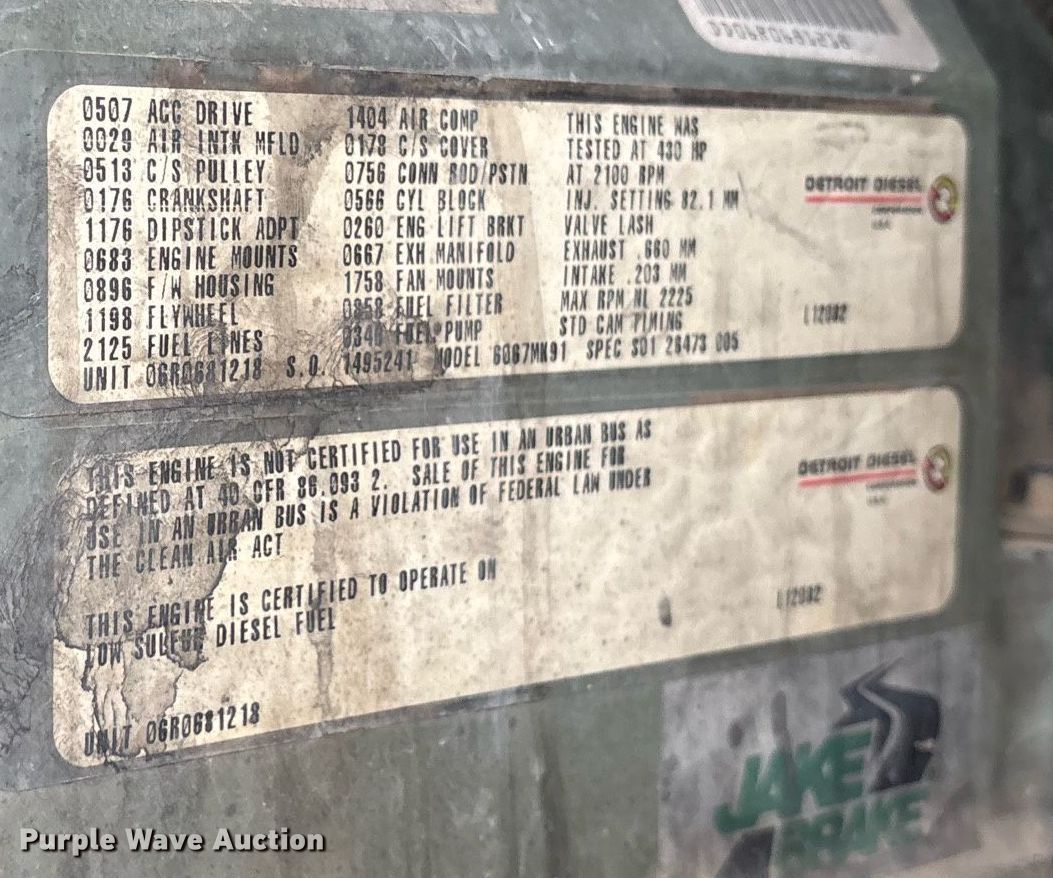 0507 ACC DRIVE 1404 AIR COMP THIS ENGINE WAS
0029 AIR INTK MFLD 0178 C/S COVER TESTED AT 430 HP
0513 C/S PULLEY 0756 CONN ROD/PSTN AT 2100 RPM
0176 CRANKSHAFT 0566 CYL BLOCK INJ. SETTING 82.1 MM
1176 DIPSTICK ADPT 0260 ENG LIFT BRKT VALVE LASH
0683 ENGINE MOUNTS 0667 EXH MANIFOLD EXHAUST .660 MM
0896 F/W HOUSING 1758 FAN MOUNTS INTAKE .203 MM
1198 FLYWHEEL 0858 FUEL FILTER MAX RPM NL 2225
2125 FUEL LINES 0340 FUEL PUMP STD CAM TIMING
UNIT 06R0681218 S.O. 1495241 MODEL 6067MK91 SPEC S01 26473 005
DETROIT DIESEL
THIS ENGINE IS NOT CERTIFIED FOR USE IN AN URBAN BUS AS
DEFINED AT 40 CFR 86.093 2. SALE OF THIS ENGINE FOR
USE IN AN URBAN BUS IS A VIOLATION OF FEDERAL LAW UNDER
THE CLEAN AIR ACT
THIS ENGINE IS CERTIFIED TO OPERATE ON
LOW SULFUR DIESEL FUEL
UNIT 06R0681218
DETROIT DIESEL
JAKE
BRAKE
Purple Wave Auction